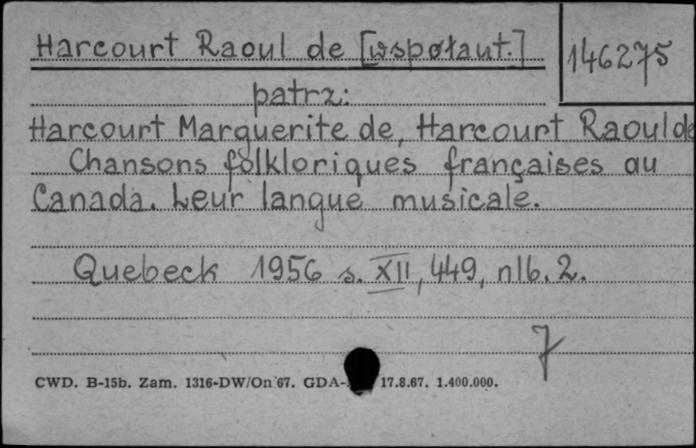 Harcourt Raoul de [współaut.]
146275
patrz:
Harcourt Marguerite de, Harcourt Raoul de
Chansons folkloriques françaises au
Canada. Leur langue musicale.
Quebeck 1956 s. XII, 449, nlb. 2.
7
CWD. B-15b. Zam. 1316-DW/On 67. GDA- 17.8.67. 1.400.000.